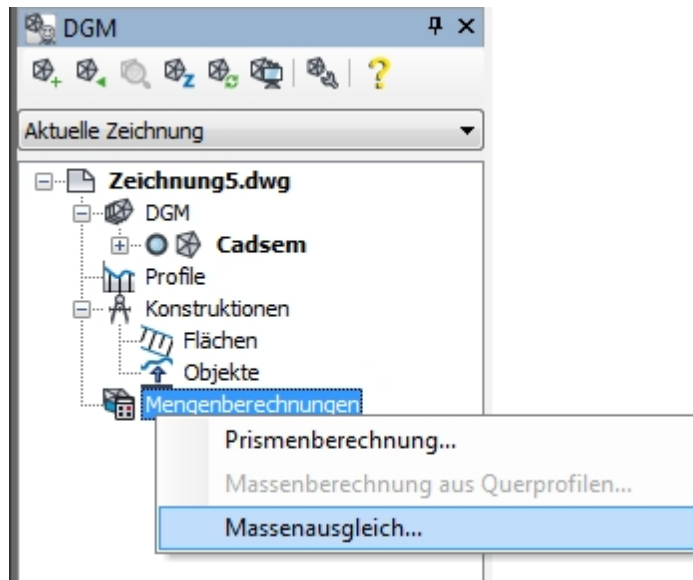 DGM
Aktuelle Zeichnung
Zeichnung5.dwg
DGM
Cadsem
Profile
Konstruktionen
Flächen
Objekte
Mengenberechnungen
Prismenberechnung...
Massenberechnung aus Querprofilen...
Massenausgleich...